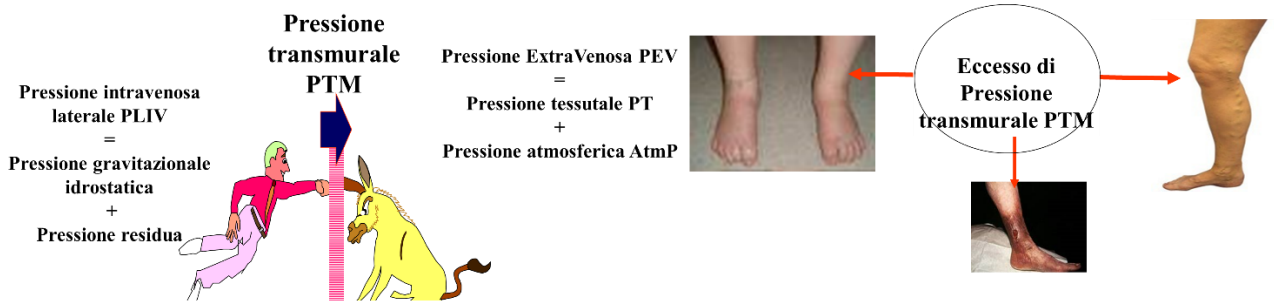 Pressione
transmurale
PTM
Pressione intravenosa
laterale PLIV
=
Pressione gravitazionale
idrostatica
+
Pressione residua
Pressione ExtraVenosa PEV
=
Pressione tessutale PT
+
Pressione atmosferica AtmP
Eccesso di
Pressione
transmurale PTM